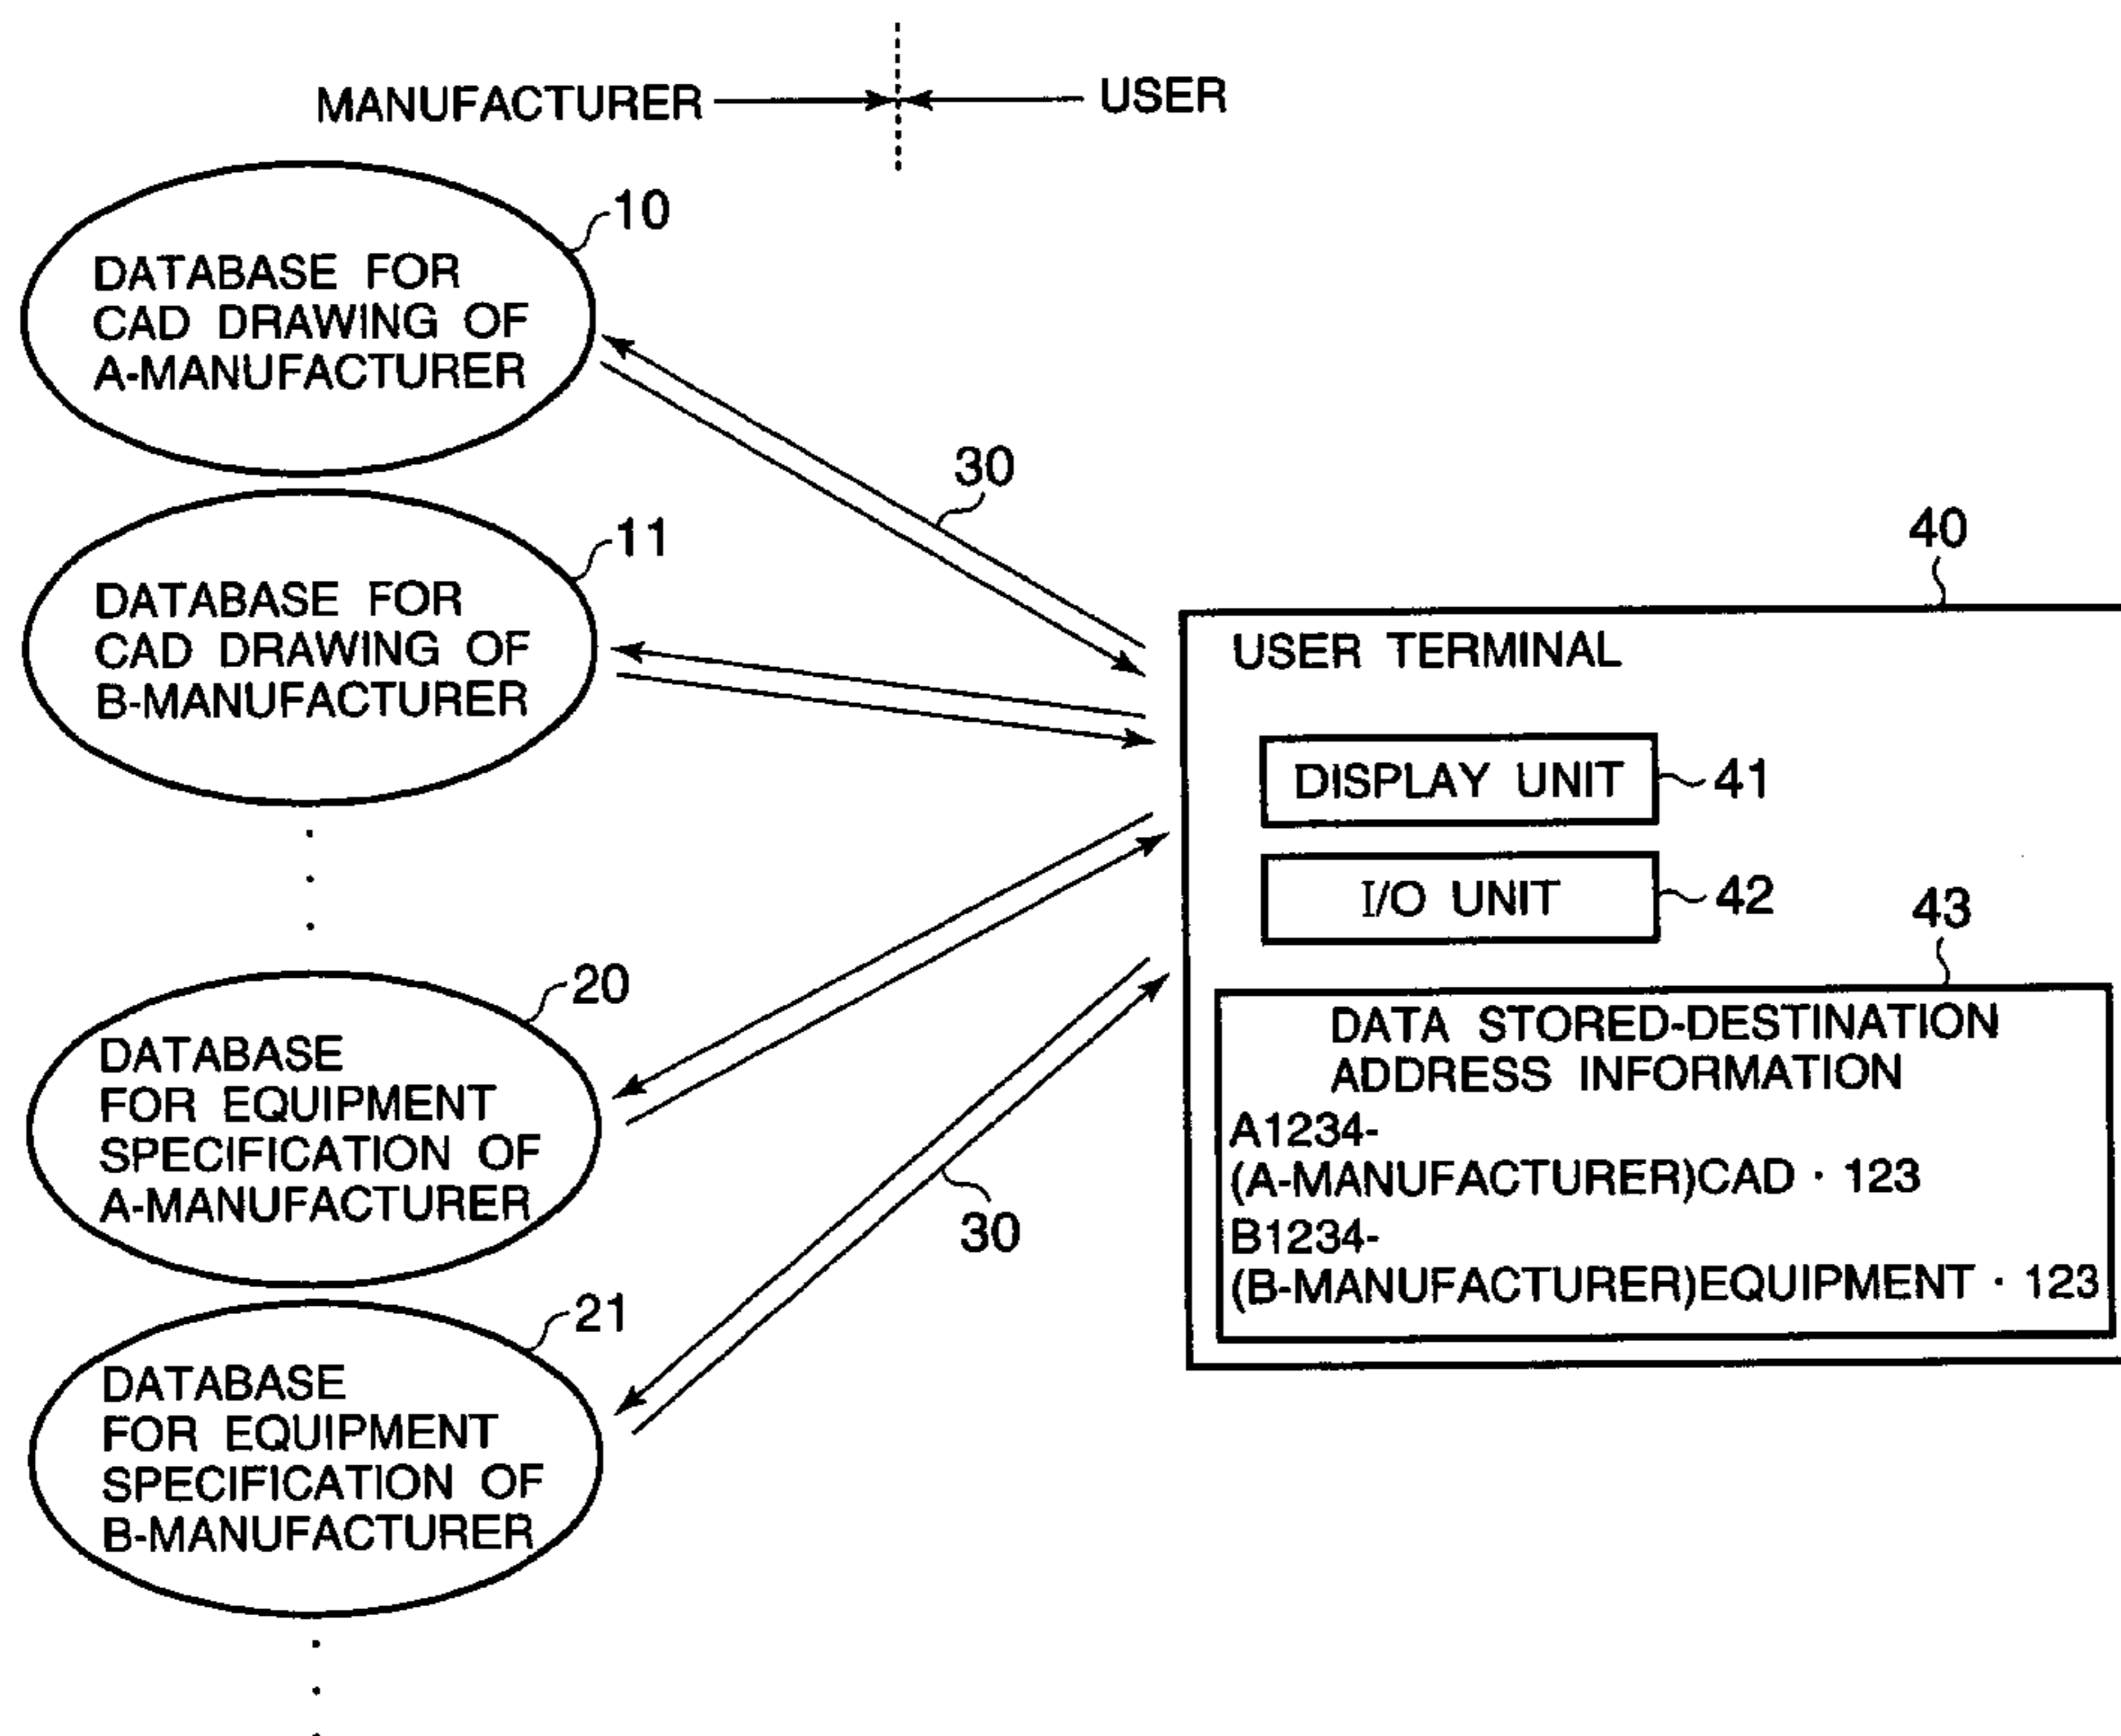 MANUFACTURER
USER
10
DATABASE FOR
CAD DRAWING OF
A-MANUFACTURER
30
11
DATABASE FOR
CAD DRAWING OF
B-MANUFACTURER
40
USER TERMINAL
DISPLAY UNIT
41
I/O UNIT
42
43
DATA STORED-DESTINATION
ADDRESS INFORMATION
A1234-
(A-MANUFACTURER)CAD · 123
B1234-
(B-MANUFACTURER)EQUIPMENT · 123
20
DATABASE
FOR EQUIPMENT
SPECIFICATION OF
A-MANUFACTURER
30
21
DATABASE
FOR EQUIPMENT
SPECIFICATION OF
B-MANUFACTURER